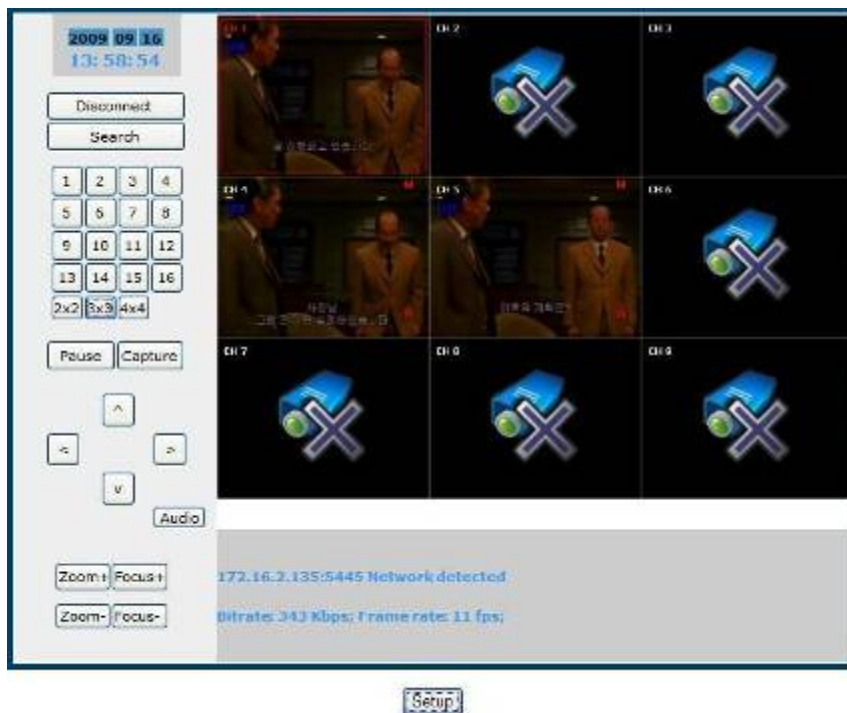 2009 09 16
13:58:54
Disconnect
Search
1 2 3 4
5 6 7 8
9 10 11 12
13 14 15 16
2x2 3x3 4x4
Pause Capture
^
< >
v
Audio
Zoom+ Focus+
Zoom- Focus-
CH 1
CH 2
CH 3
CH 4
M
CH 5
M
CH 6
사장님
CH 7
CH 8
CH 9
172.16.2.135:5445 Network detected
Bitrate: 343 Kbps; Frame rate: 11 fps;
Setup